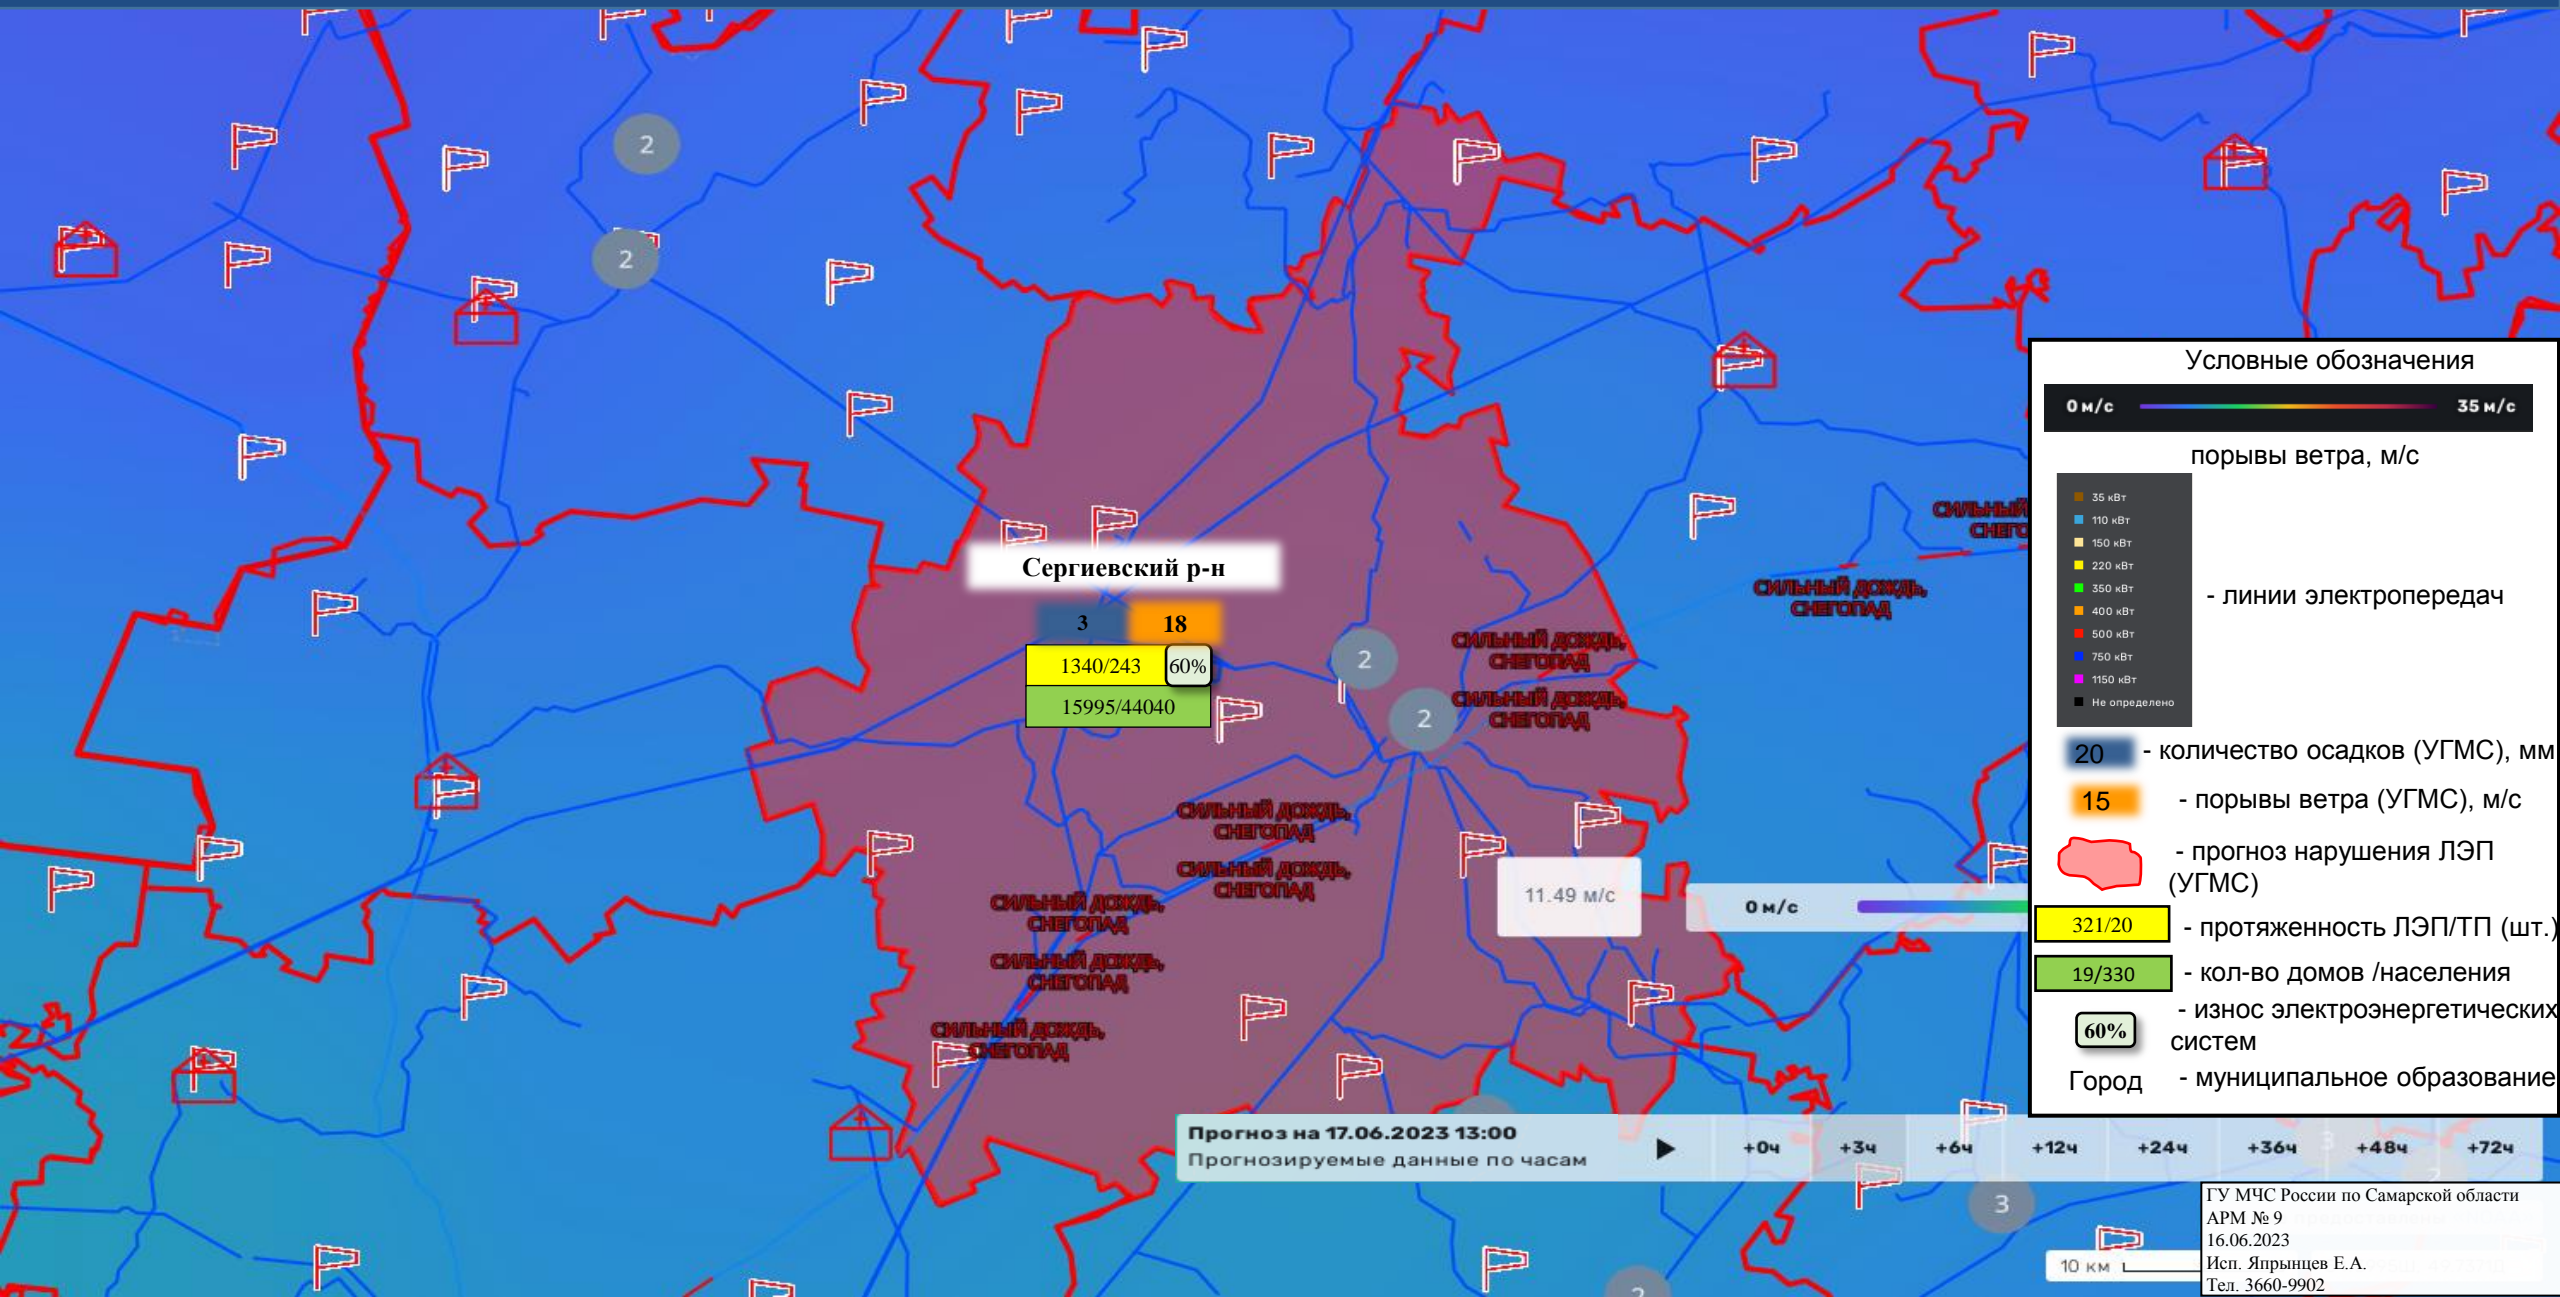 2
2
Сергиевский р-н
3
18
1340/243
60%
15995/44040
2
2
СИЛЬНЫЙ ДОЖДЬ,
СНЕГОПАД
СИЛЬНЫЙ ДОЖДЬ,
СНЕГОПАД
СИЛЬНЫЙ ДОЖДЬ,
СНЕГОПАД
СИЛЬНЫЙ ДОЖДЬ,
СНЕГОПАД
СИЛЬНЫЙ ДОЖДЬ,
СНЕГОПАД
СИЛЬНЫЙ ДОЖДЬ,
СНЕГОПАД
СИЛЬНЫЙ ДОЖДЬ,
СНЕГОПАД
СИЛЬНЫЙ ДОЖДЬ,
СНЕГОПАД
СИЛЬНЫЙ
11.49 м/с
0 м/с
Условные обозначения
0 м/с
35 м/с
порывы ветра, м/с
35 кВт
110 кВт
150 кВт
220 кВт
350 кВт
400 кВт
500 кВт
750 кВт
1150 кВт
Не определено
- линии электропередач
20 - количество осадков (УГМС), мм
15 - порывы ветра (УГМС), м/с
- прогноз нарушения ЛЭП
(УГМС)
321/20 - протяженность ЛЭП/ТП (шт.)
19/330 - кол-во домов /населения
60% - износ электроэнергетических
систем
Город - муниципальное образование
Прогноз на 17.06.2023 13:00
Прогнозируемые данные по часам
+0ч +3ч +6ч +12ч +24ч +36ч +48ч +72ч
3
2
10 км
ГУ МЧС России по Самарской области
АРМ № 9
16.06.2023
Исп. Япрынцев Е.А.
Тел. 3660-9902